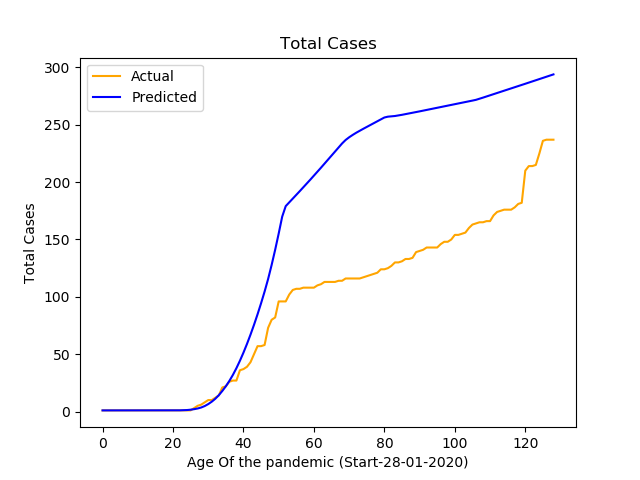 Total Cases
Actual
Predicted
300
250
200
150
100
50
0
Total Cases
0 20 40 60 80 100 120
Age Of the pandemic (Start-28-01-2020)